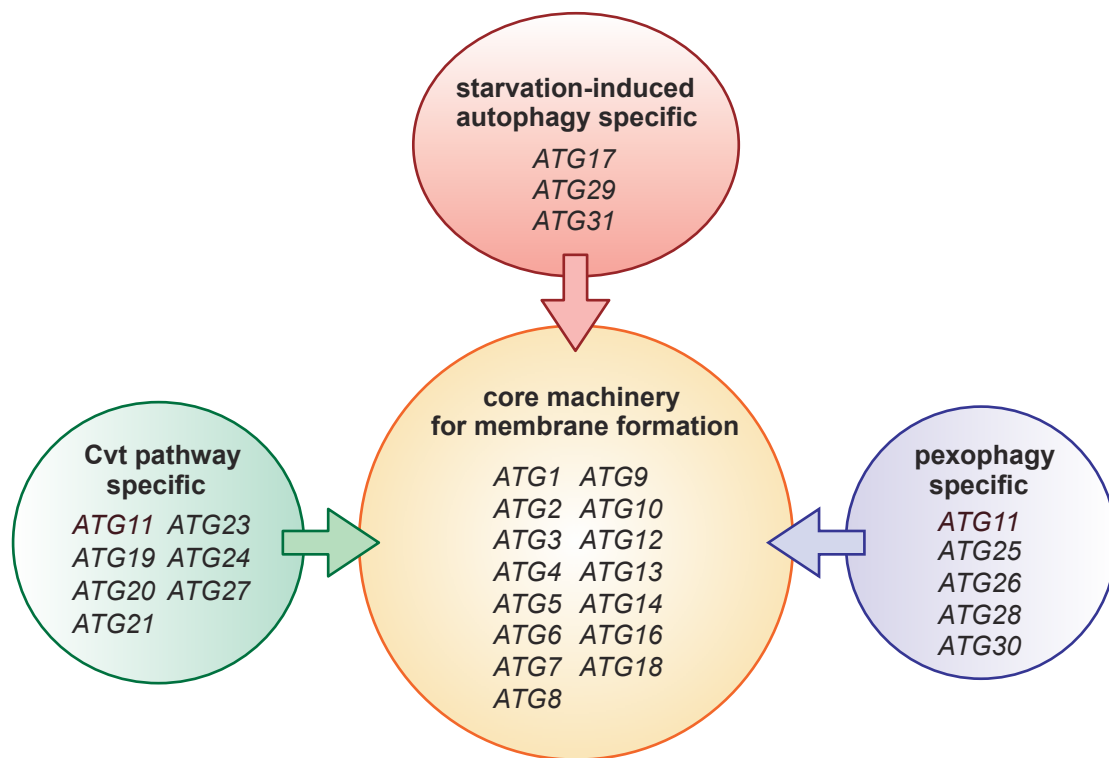 starvation-induced
autophagy specific
ATG17
ATG29
ATG31
core machinery
for membrane formation
ATG1 ATG9
ATG2 ATG10
ATG3 ATG12
ATG4 ATG13
ATG5 ATG14
ATG6 ATG16
ATG7 ATG18
ATG8
Cvt pathway
specific
ATG11 ATG23
ATG19 ATG24
ATG20 ATG27
ATG21
pexophagy
specific
ATG11
ATG25
ATG26
ATG28
ATG30